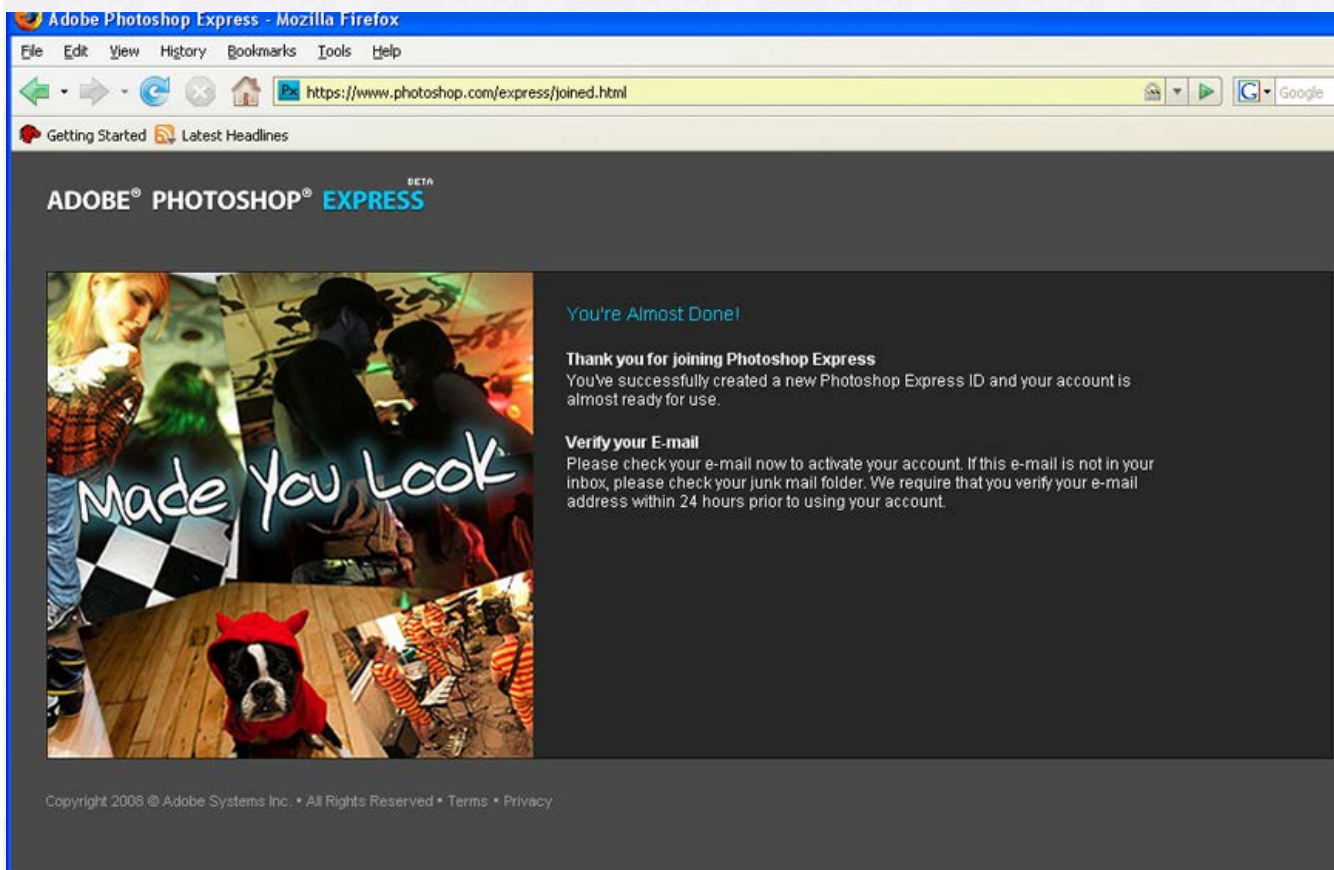 Adobe Photoshop Express - Mozilla Firefox
File Edit View History Bookmarks Tools Help
Px https://www.photoshop.com/express/joined.html G Google
Getting Started Latest Headlines
ADOBE® PHOTOSHOP® EXPRESS BETA
Made You Look
You're Almost Done!
Thank you for joining Photoshop Express
You've successfully created a new Photoshop Express ID and your account is
almost ready for use.
Verify your E-mail
Please check your e-mail now to activate your account. If this e-mail is not in your
inbox, please check your junk mail folder. We require that you verify your e-mail
address within 24 hours prior to using your account.
Copyright 2008 © Adobe Systems Inc. • All Rights Reserved • Terms • Privacy